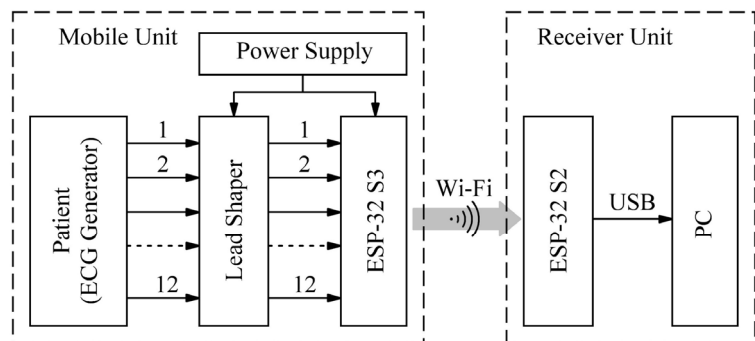 Mobile Unit
Receiver Unit
Power Supply
Patient
(ECG Generator)
1
2
12
Lead Shaper
1
2
12
ESP-32 S3
Wi-Fi
ESP-32 S2
USB
PC